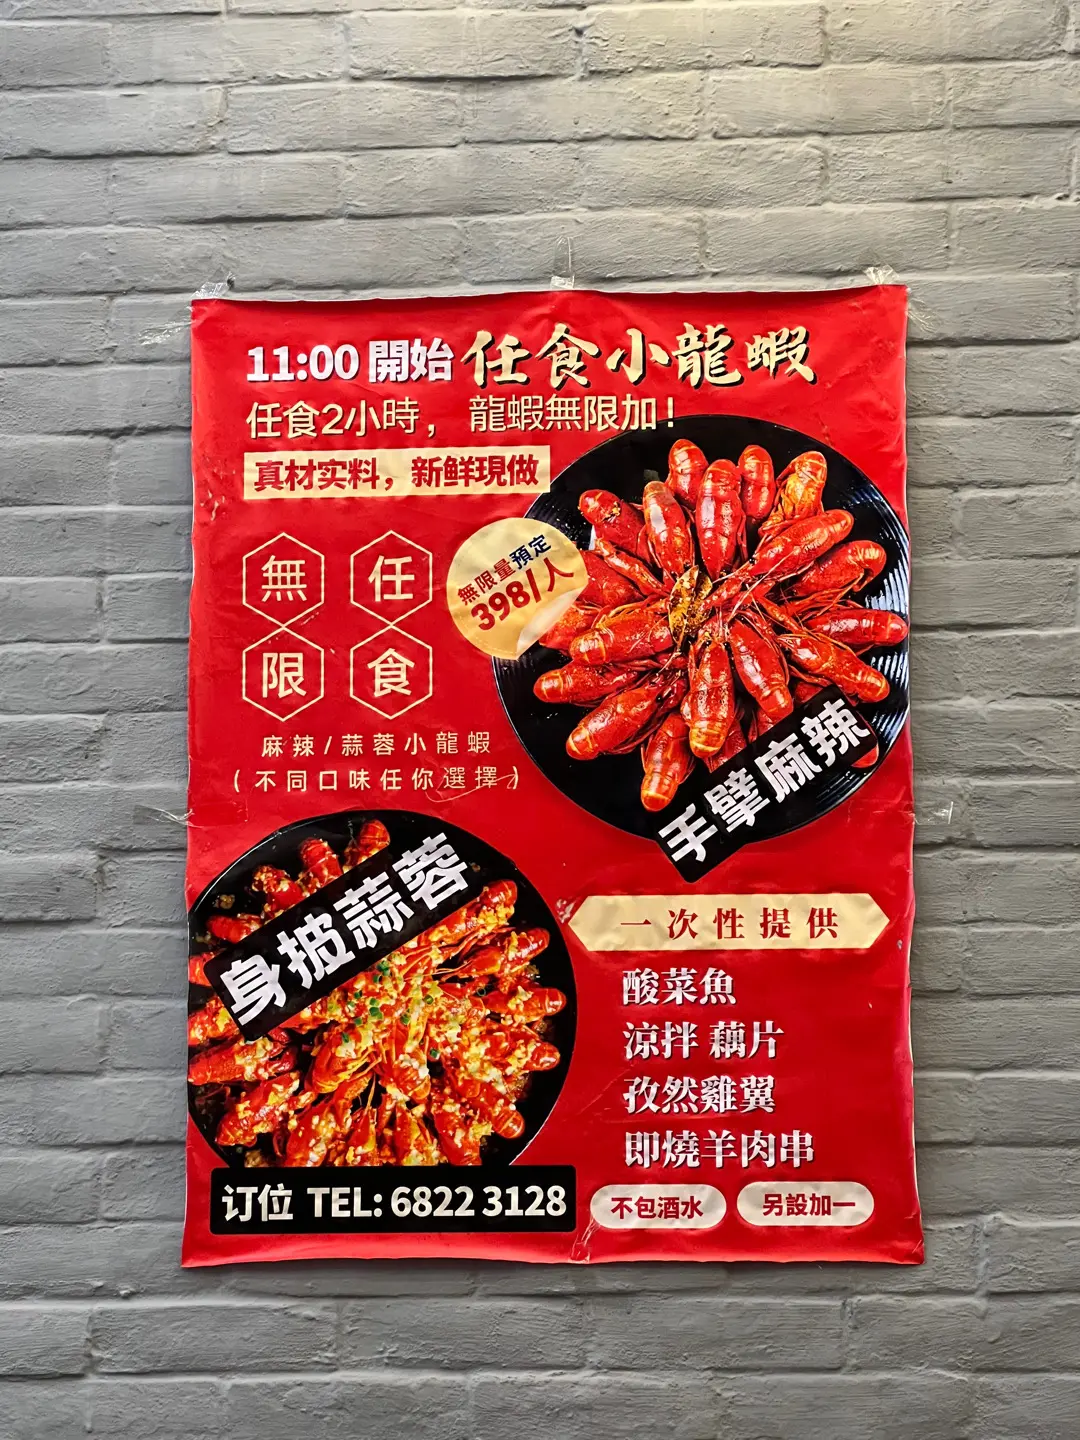 11:00 開始 任食小龍蝦
任食2小時， 龍蝦無限加！
真材实料，新鲜現做
無限
任食
無限量預定
398/人
麻辣/蒜蓉小龍蝦
(不同口味任你選擇)
手擘麻辣
身披蒜蓉
一次性提供
酸菜魚
涼拌 藕片
孜然雞翼
即燒羊肉串
订位 TEL: 6822 3128
不包酒水
另設加一